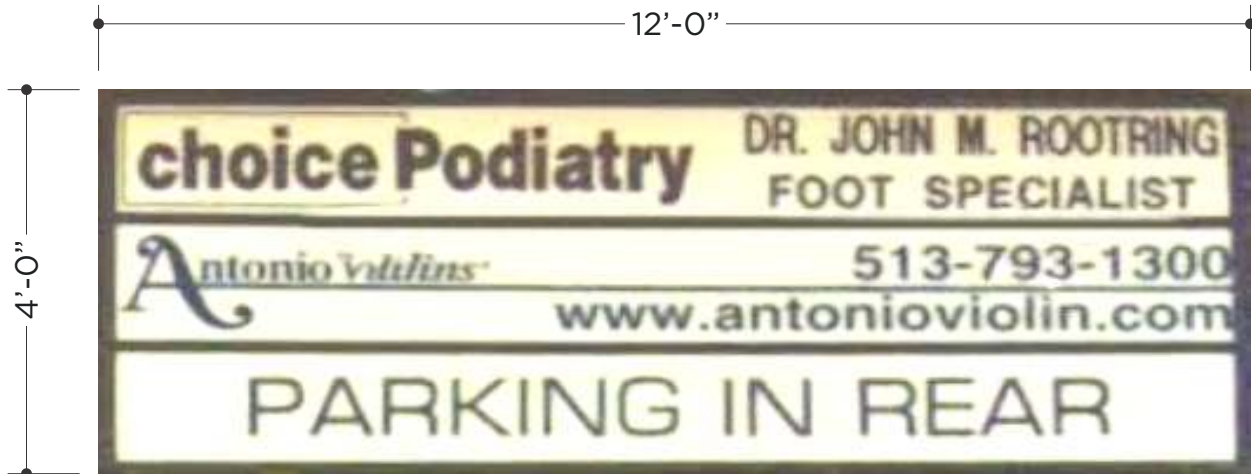 12’-0”
4’-0”
choice Podiatry
DR. JOHN M. ROOTRING
FOOT SPECIALIST
Antonio Violins
513-793-1300
www.antonioviolin.com
PARKING IN REAR